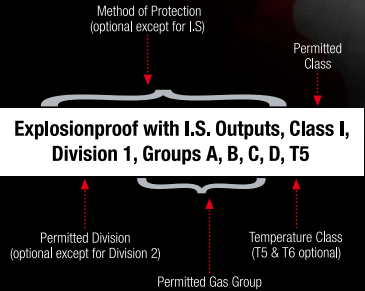 Method of Protection
(optional except for I.S)
Permitted
Class
Explosionproof with I.S. Outputs, Class I,
Division 1, Groups A, B, C, D, T5
Permitted Division
(optional except for Division 2)
Temperature Class
(T5 & T6 optional)
Permitted Gas Group